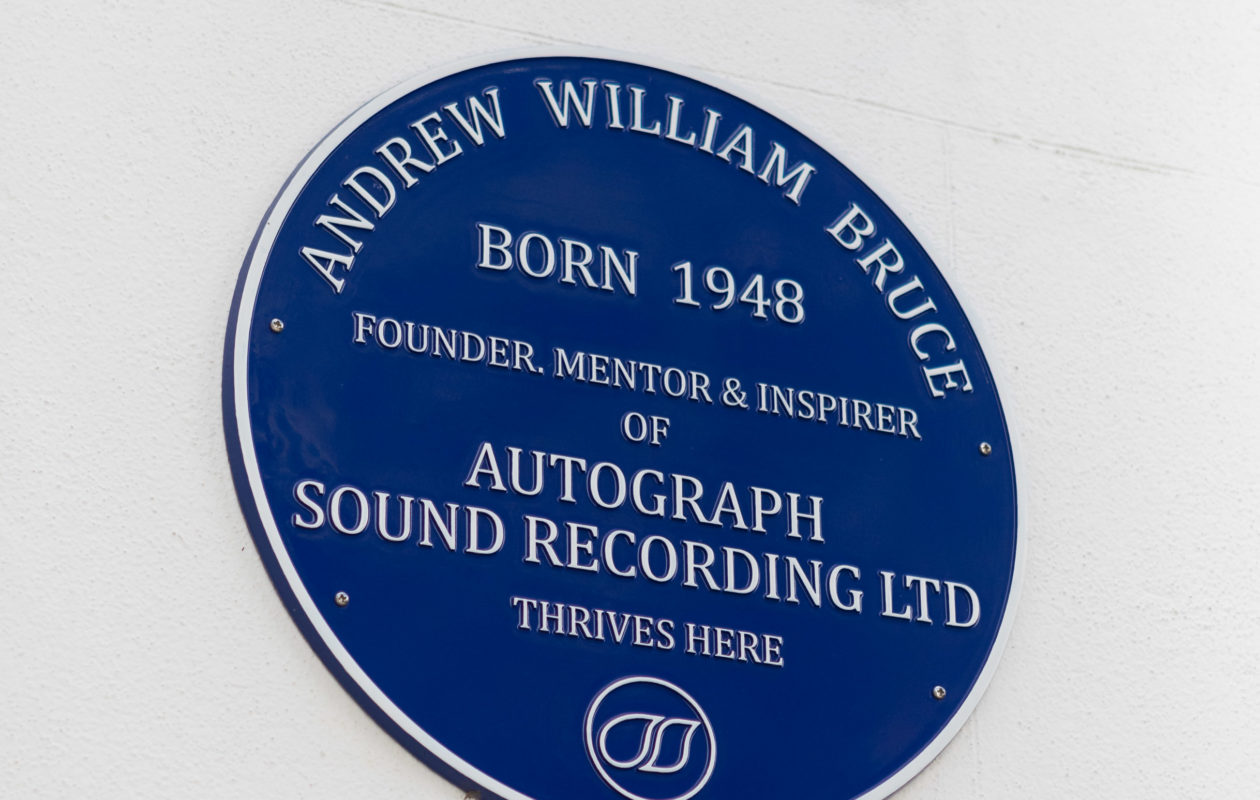 ANDREW WILLIAM BRUCE
BORN 1948
FOUNDER. MENTOR & INSPIRER
OF
AUTOGRAPH
SOUND RECORDING LTD
THRIVES HERE